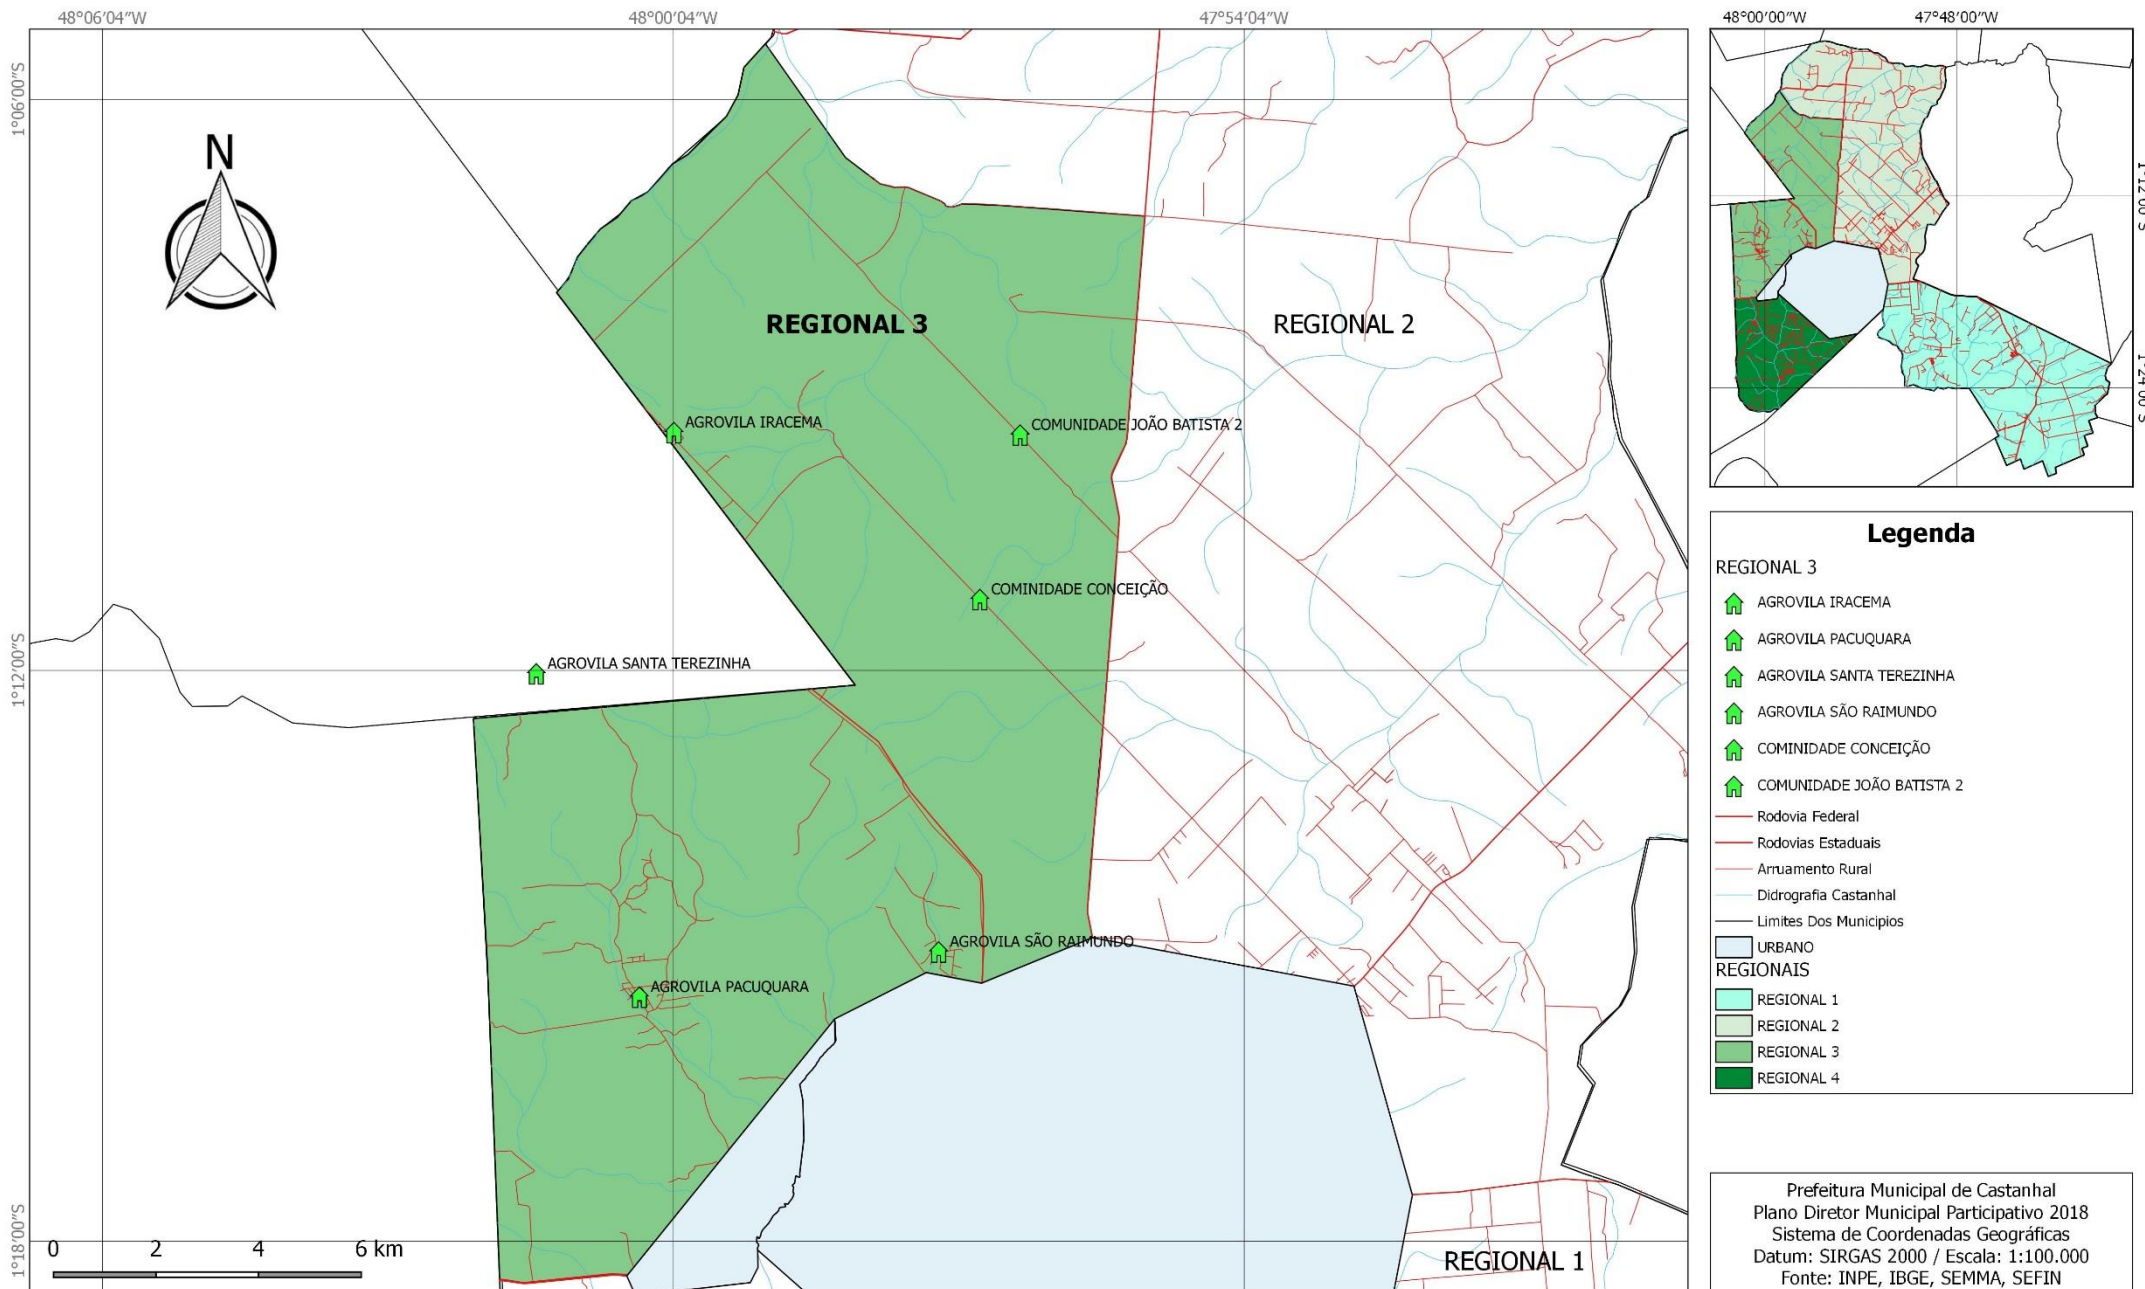 48°06'04"W
48°00'04"W
47°54'04"W
48°00'00"W
47°48'00"W
1°06'00"S
1°12'00"S
1°18'00"S
N
REGIONAL 3
REGIONAL 2
AGROVILA IRACEMA
COMUNIDADE JOÃO BATISTA 2
COMINIDADE CONCEIÇÃO
AGROVILA SANTA TEREZINHA
AGROVILA SÃO RAIMUNDO
AGROVILA PACUQUARA
REGIONAL 1
0 2 4 6 km
Legenda
REGIONAL 3
AGROVILA IRACEMA
AGROVILA PACUQUARA
AGROVILA SANTA TEREZINHA
AGROVILA SÃO RAIMUNDO
COMINIDADE CONCEIÇÃO
COMUNIDADE JOÃO BATISTA 2
Rodovia Federal
Rodovias Estaduais
Arruamento Rural
Didrografia Castanhal
Limites Dos Municipios
URBANO
REGIONAIS
REGIONAL 1
REGIONAL 2
REGIONAL 3
REGIONAL 4
Prefeitura Municipal de Castanhal
Plano Diretor Municipal Participativo 2018
Sistema de Coordenadas Geográficas
Datum: SIRGAS 2000 / Escala: 1:100.000
Fonte: INPE, IBGE, SEMMA, SEFIN